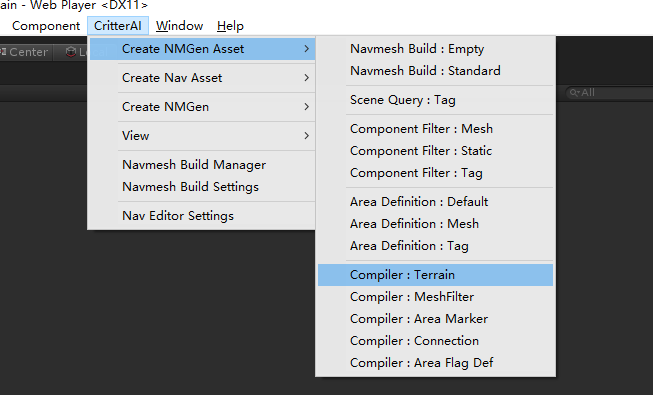 ain - Web Player <DX11>
Component CritterAI Window Help
Center
All
Create NMGen Asset
Create Nav Asset
Create NMGen
View
Navmesh Build Manager
Navmesh Build Settings
Nav Editor Settings
Navmesh Build : Empty
Navmesh Build : Standard
Scene Query : Tag
Component Filter : Mesh
Component Filter : Static
Component Filter : Tag
Area Definition : Default
Area Definition : Mesh
Area Definition : Tag
Compiler : Terrain
Compiler : MeshFilter
Compiler : Area Marker
Compiler : Connection
Compiler : Area Flag Def